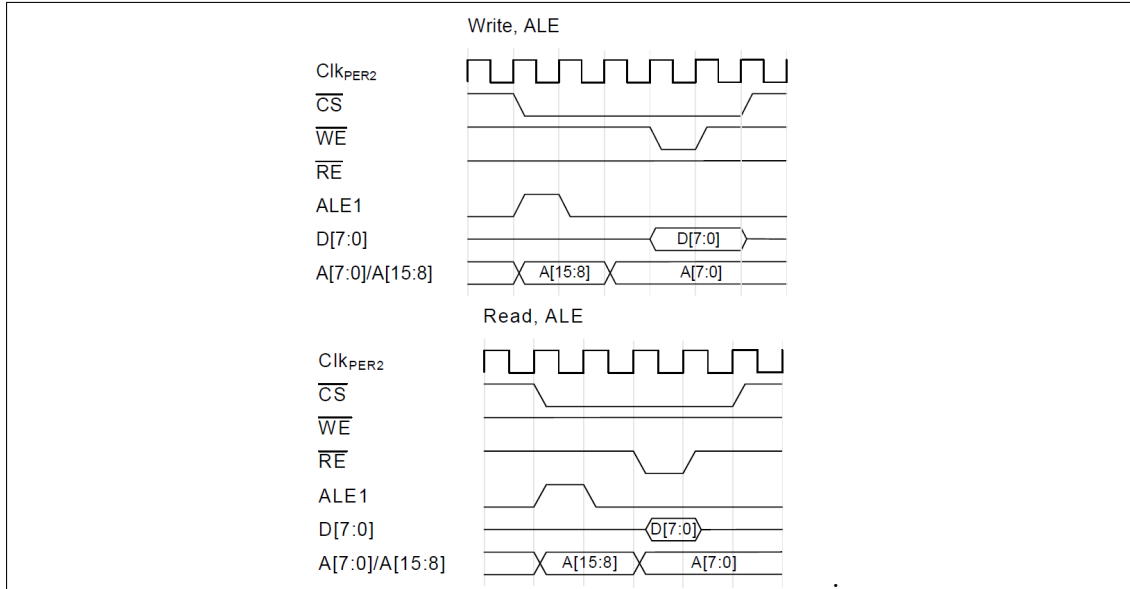 Write, ALE
ClkPER2
CS
WE
RE
ALE1
D[7:0] D[7:0]
A[7:0]/A[15:8] A[15:8] A[7:0]
Read, ALE
ClkPER2
CS
WE
RE
ALE1
D[7:0] D[7:0]
A[7:0]/A[15:8] A[15:8] A[7:0]
.